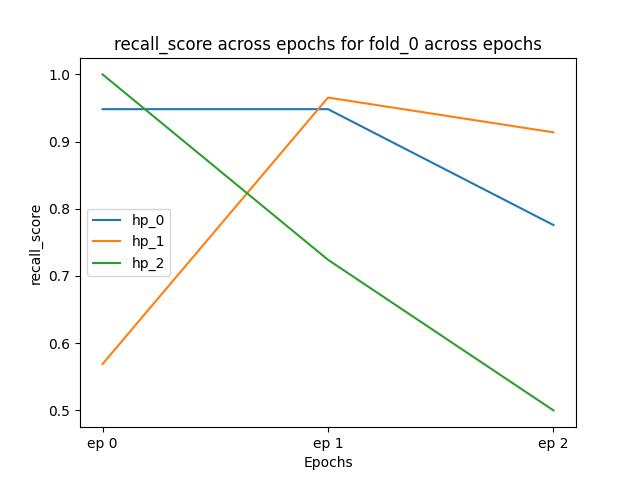 recall_score across epochs for fold_0 across epochs
recall_score
1.0
0.9
0.8
0.7
0.6
0.5
hp_0
hp_1
hp_2
ep 0
ep 1
ep 2
Epochs